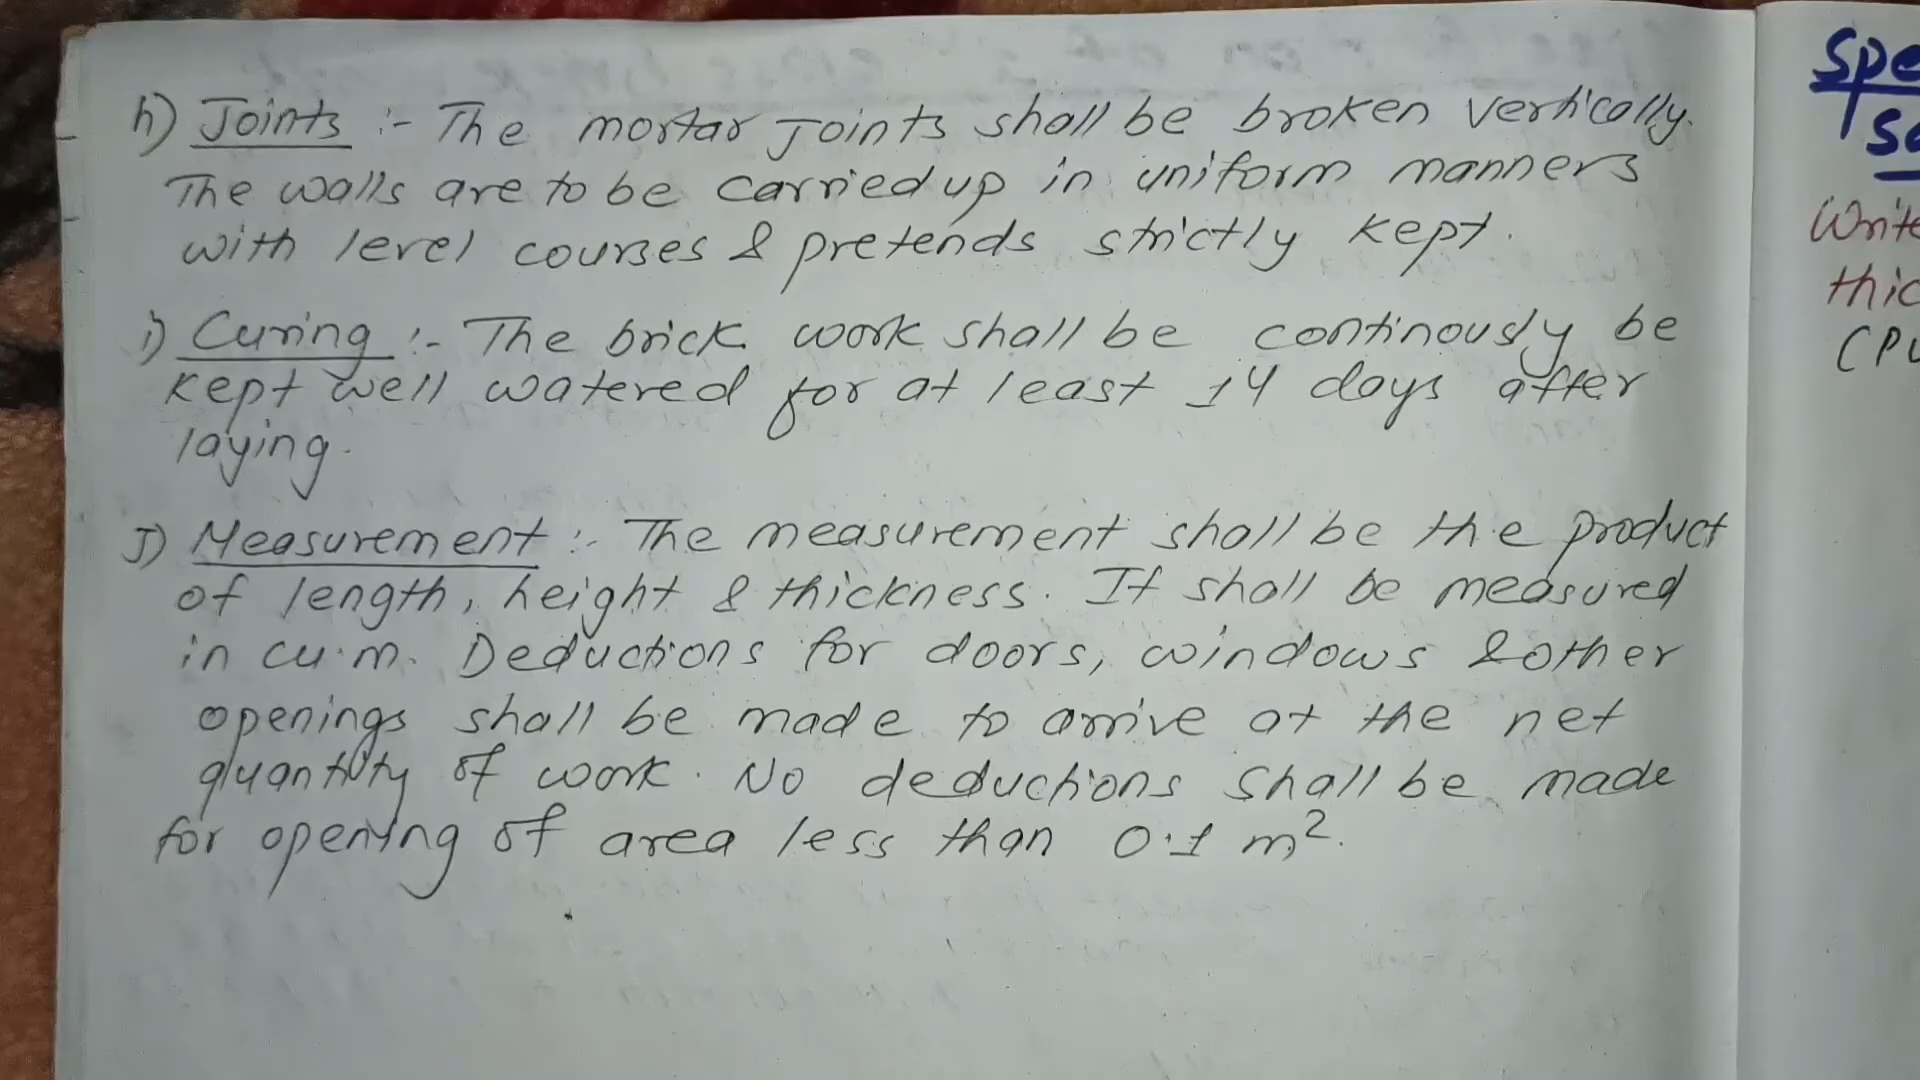 h) Joints :- The mortar Joints shall be broken vertically.
The walls are to be carried up in uniform manners
with level courses & pretends strictly kept.
i) Curing :- The brick work shall be continously be
kept well watered for at least 14 days after
laying.
J) Measurement :- The measurement shall be the product
of length, height & thickness. It shall be measured
in cu.m. Deductions for doors, windows & other
openings shall be made to arrive at the net
quantity of work. No deductions shall be made
for opening of area less than 0.1 m².
Spe
Write
thic